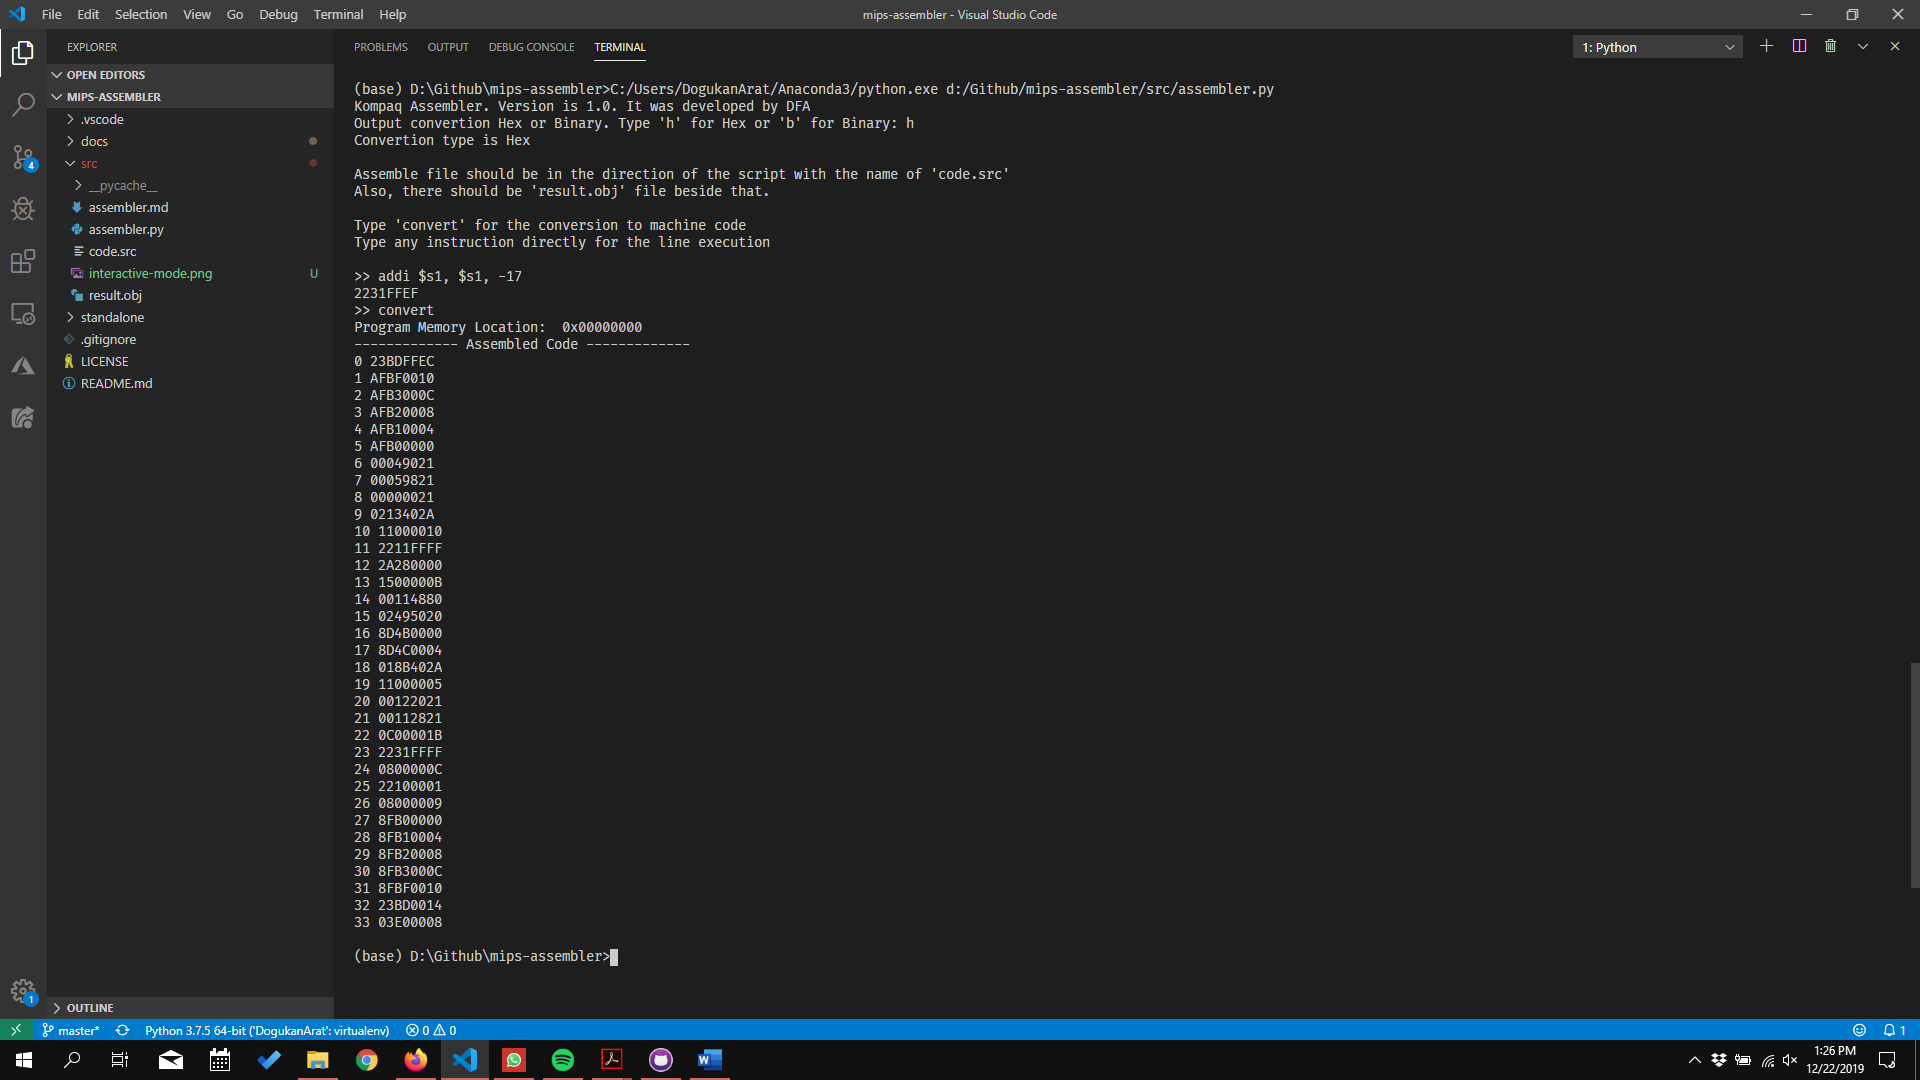 File Edit Selection View Go Debug Terminal Help
mips-assembler - Visual Studio Code
EXPLORER
OPEN EDITORS
MIPS-ASSEMBLER
.vscode
docs
src
__pycache__
assembler.md
assembler.py
code.src
interactive-mode.png U
result.obj
standalone
.gitignore
LICENSE
README.md
OUTLINE
4
1
PROBLEMS OUTPUT DEBUG CONSOLE TERMINAL
1: Python
(base) D:\Github\mips-assembler>C:/Users/DogukanArat/Anaconda3/python.exe d:/Github/mips-assembler/src/assembler.py
Kompaq Assembler. Version is 1.0. It was developed by DFA
Output convertion Hex or Binary. Type 'h' for Hex or 'b' for Binary: h
Convertion type is Hex
Assemble file should be in the direction of the script with the name of 'code.src'
Also, there should be 'result.obj' file beside that.
Type 'convert' for the conversion to machine code
Type any instruction directly for the line execution
>> addi $s1, $s1, -17
2231FFEF
>> convert
Program Memory Location:  0x00000000
------------- Assembled Code -------------
0 23BDFFEC
1 AFBF0010
2 AFB3000C
3 AFB20008
4 AFB10004
5 AFB00000
6 00049021
7 00059821
8 00000021
9 0213402A
10 11000010
11 2211FFFF
12 2A280000
13 1500000B
14 00114880
15 02495020
16 8D4B0000
17 8D4C0004
18 018B402A
19 11000005
20 00122021
21 00112821
22 0C00001B
23 2231FFFF
24 0800000C
25 22100001
26 08000009
27 8FB00000
28 8FB10004
29 8FB20008
30 8FB3000C
31 8FBF0010
32 23BD0014
33 03E00008
(base) D:\Github\mips-assembler>
master* Python 3.7.5 64-bit ('DogukanArat': virtualenv) 0 0 1
1:26 PM
12/22/2019